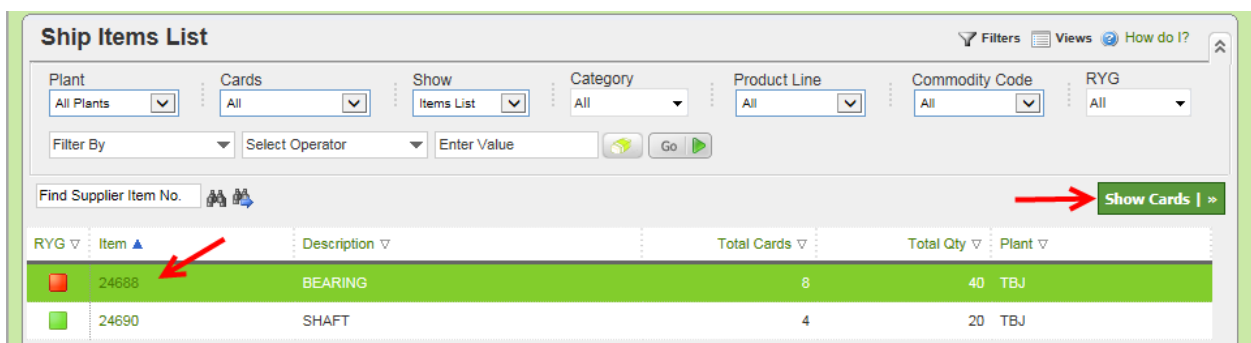 Ship Items List
Filters Views How do I?
Plant Cards Show Category Product Line Commodity Code RYG
All Plants All Items List All All All All
Filter By Select Operator Enter Value Go
Find Supplier Item No.
Show Cards | »
RYG Item Description Total Cards Total Qty Plant
24688 BEARING 8 40 TBJ
24690 SHAFT 4 20 TBJ